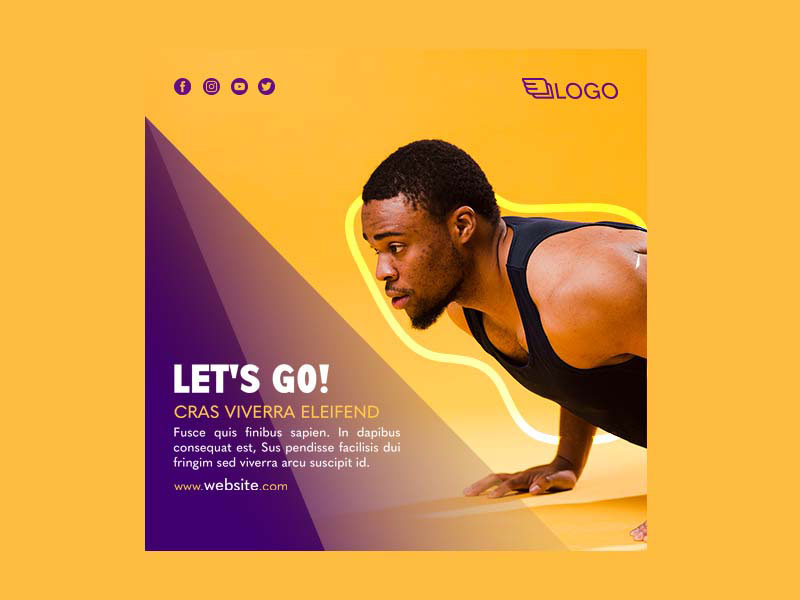 LOGO
LET'S GO!
CRAS VIVERRA ELEIFEND
Fusce quis finibus sapien. In dapibus
consequat est, Sus pendisse facilisis dui
fringim sed viverra arcu suscipit id.
www.website.com